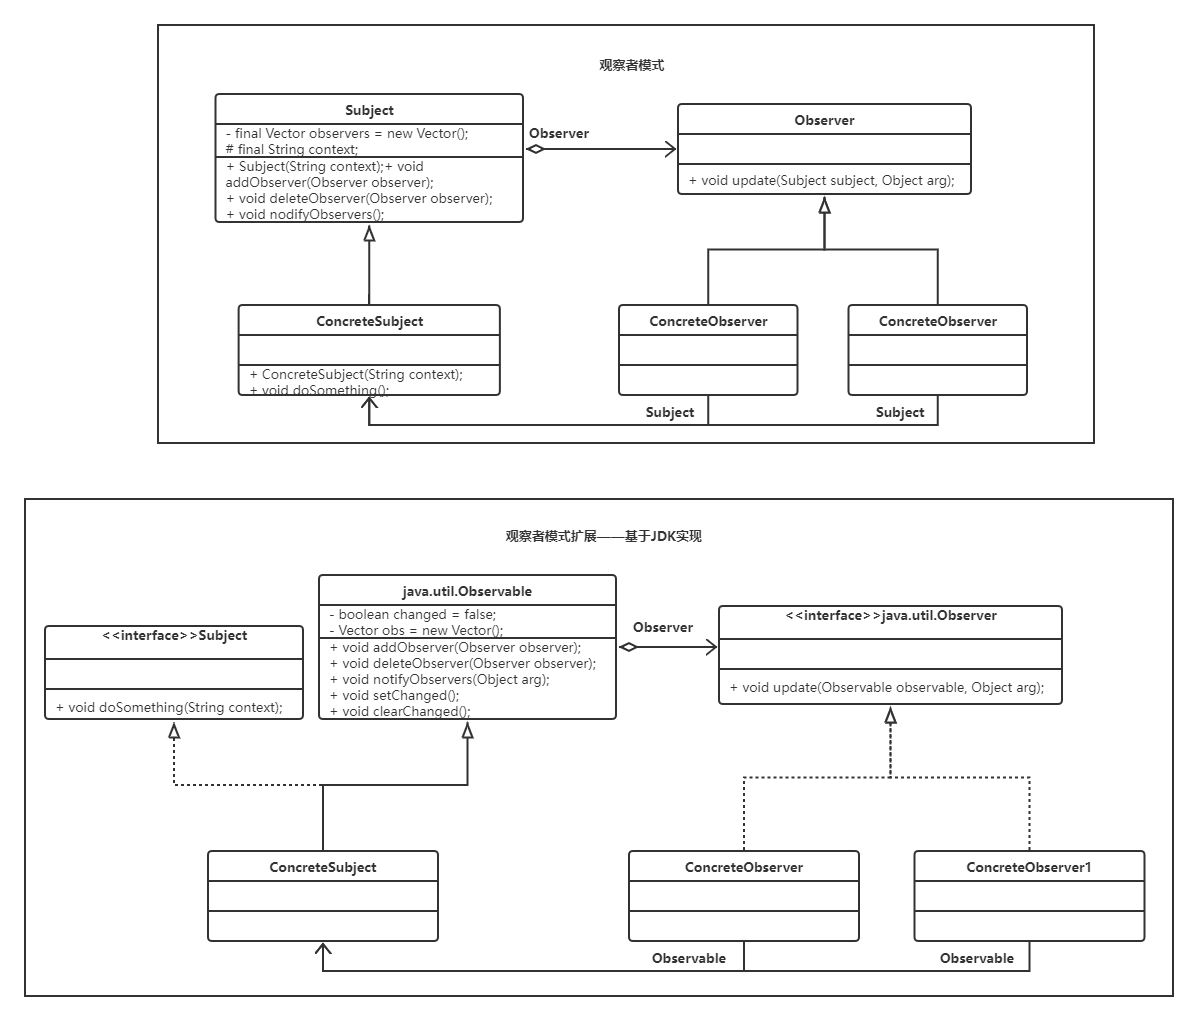 观察者模式
Subject
- final Vector observers = new Vector();
# final String context;
+ Subject(String context);+ void
addObserver(Observer observer);
+ void deleteObserver(Observer observer);
+ void nodifyObservers();
Observer
Observer
+ void update(Subject subject, Object arg);
ConcreteSubject
+ ConcreteSubject(String context);
+ void doSomething();
ConcreteObserver
ConcreteObserver
Subject
Subject
观察者模式扩展——基于JDK实现
<<interface>>Subject
+ void doSomething(String context);
java.util.Observable
- boolean changed = false;
- Vector obs = new Vector();
+ void addObserver(Observer observer);
+ void deleteObserver(Observer observer);
+ void notifyObservers(Object arg);
+ void setChanged();
+ void clearChanged();
Observer
<<interface>>java.util.Observer
+ void update(Observable observable, Object arg);
ConcreteSubject
ConcreteObserver
ConcreteObserver1
Observable
Observable